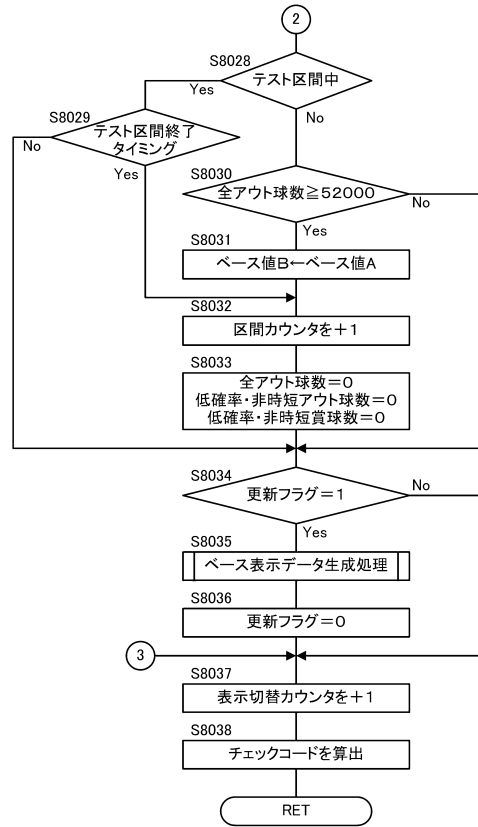 2
S8028
テスト区間中
Yes
No
S8029
テスト区間終了
タイミング
No
Yes
S8030
全アウト球数≧52000
No
Yes
S8031
ベース値B←ベース値A
S8032
区間カウンタを+1
S8033
全アウト球数=0
低確率・非時短アウト球数=0
低確率・非時短賞球数=0
S8034
更新フラグ=1
No
Yes
S8035
ベース表示データ生成処理
S8036
更新フラグ=0
3
S8037
表示切替カウンタを+1
S8038
チェックコードを算出
RET